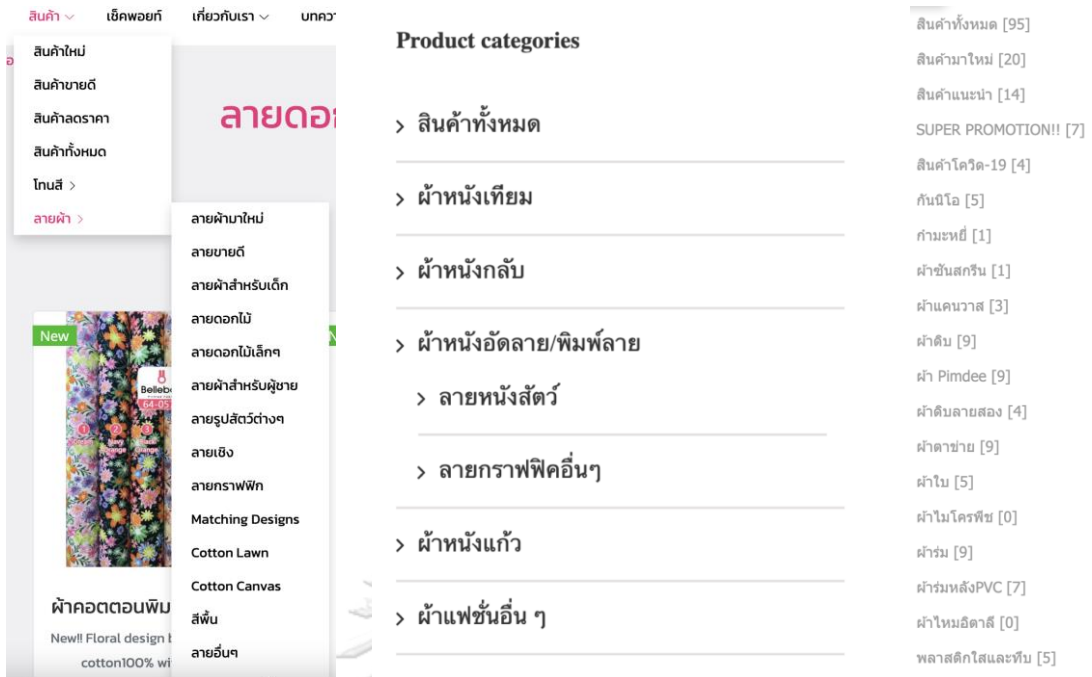 สินค้า เช็คพอยท์ เกี่ยวกับเรา
สินค้าใหม่
สินค้าขายดี
สินค้าลดราคา
สินค้าทั้งหมด
โทนสี
ลายผ้า
ลายผ้ามาใหม่
ลายขายดี
ลายผ้าสำหรับเด็ก
ลายดอกไม้
ลายดอกไม้เล็กๆ
ลายผ้าสำหรับผู้ชาย
ลายรูปสัตว์ต่างๆ
ลายเชิง
ลายกราฟฟิก
Matching Designs
Cotton Lawn
Cotton Canvas
สีพื้น
ลายอื่นๆ
New
ผ้าคอตตอนพิม
New!! Floral design
cotton100%
Product categories
สินค้าทั้งหมด
ผ้าหนังเทียม
ผ้าหนังกลับ
ผ้าหนังอัดลาย/พิมพ์ลาย
ลายหนังสัตว์
ลายกราฟฟิคอื่นๆ
ผ้าหนังแก้ว
ผ้าแฟชั่นอื่น ๆ
สินค้าทั้งหมด [95]
สินค้ามาใหม่ [20]
สินค้าแนะนำ [14]
SUPER PROMOTION!! [7]
สินค้าโควิด-19 [4]
กันนิโอ [5]
กำมะหยี่ [1]
ผ้าซันสกรีน [1]
ผ้าแคนวาส [3]
ผ้าดิบ [9]
ผ้า Pimdee [9]
ผ้าดิบลายสอง [4]
ผ้าตาข่าย [9]
ผ้าใบ [5]
ผ้าไมโครพีช [0]
ผ้าร่ม [9]
ผ้าร่มหลังPVC [7]
ผ้าไหมอิตาลี [0]
พลาสติกใสและทึบ [5]